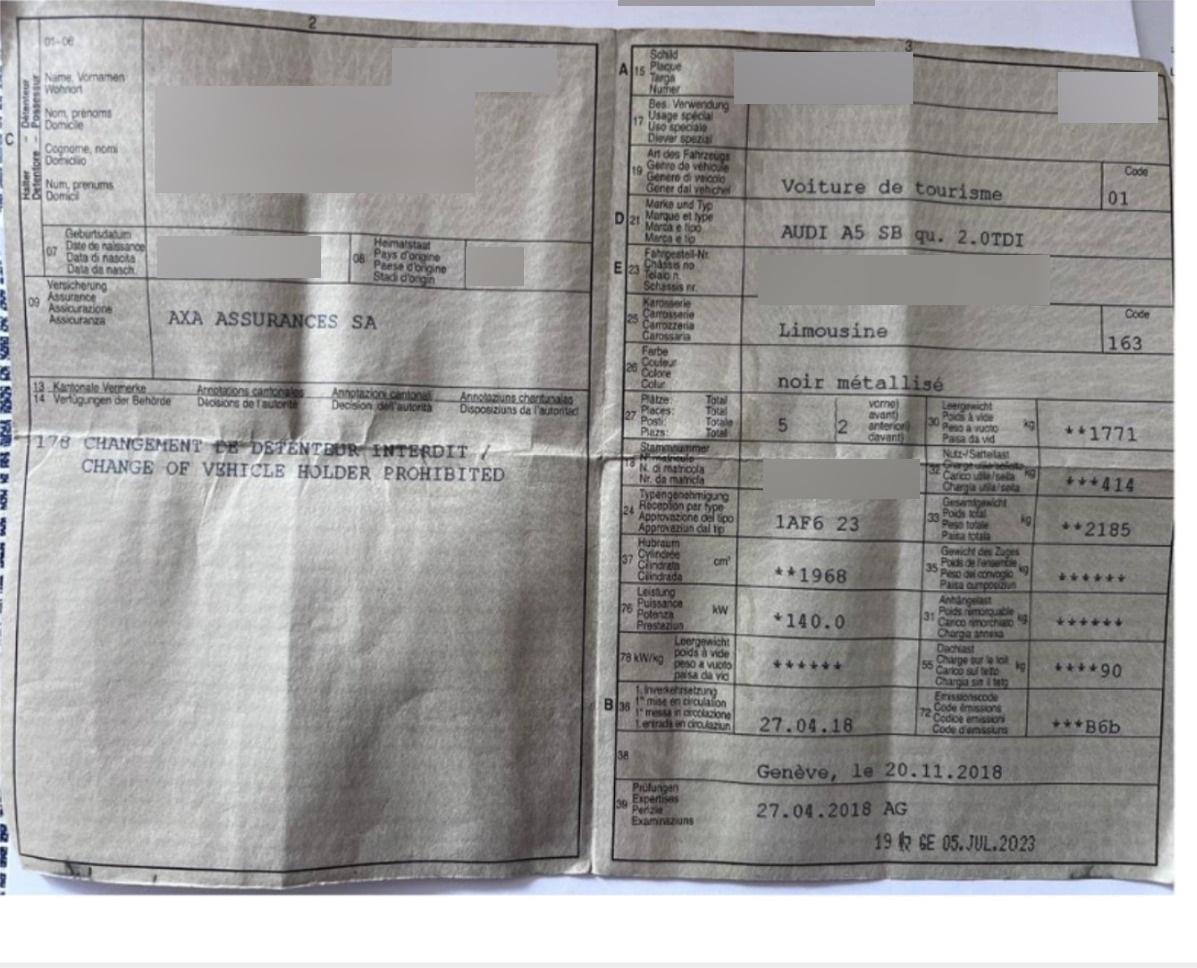 2
01-06
C
Halter - Détenteur
Detentore - Possessur
Name, Vornamen
Wohnort
Nom, prénoms
Domicile
Cognome, nomi
Domicilio
Num, prenums
Domicil
07
Geburtsdatum
Date de naissance
Data di nascita
Data da nasch.
08
Heimatstaat
Pays d'origine
Paese d'origine
Stadi d'origin
09
Versicherung
Assurance
Assicurazione
Assicuranza
AXA ASSURANCES SA
13 Kantonale Vermerke Annotations cantonales Annotazioni cantonali Annotaziuns chantunalas
14 Verfügungen der Behörde Décisions de l'autorité Decisioni dell'autorità Disposiziuns da l'autoritad
178 CHANGEMENT DE DETENTEUR INTERDIT /
CHANGE OF VEHICLE HOLDER PROHIBITED
3
A 15
Schild
Plaque
Targa
Numer
17
Bes. Verwendung
Usage spécial
Uso speciale
Diever spezial
19
Art des Fahrzeugs
Genre de véhicule
Genere di veicolo
Gener dal vehichel
Voiture de tourisme
Code
01
D 21
Marke und Typ
Marque et type
Marca e tipo
Marca e tip
AUDI A5 SB qu. 2.0TDI
E 23
Fahrgestell-Nr.
Châssis no
Telaio n.
Schassis nr.
25
Karosserie
Carrosserie
Carrozzeria
Carossaria
Limousine
Code
163
26
Farbe
Couleur
Colore
Colur
noir métallisé
27
Plätze: Total
Places: Total
Posti: Totale
Plazs: Total
5
2
vorne)
avant)
anteriori)
davant)
30
Leergewicht
Poids à vide
Peso a vuoto
Paisa da vid
kg
**1771
18
Stammnummer
N° matricule
N. di matricola
Nr. da matricla
32
Nutz-/Sattellast
Charge utile/sellette
Carico utile/sella
Chargia utila/sella
kg
***414
24
Typengenehmigung
Réception par type
Approvazione del tipo
Approvaziun dal tip
1AF6 23
33
Gesamtgewicht
Poids total
Peso totale
Paisa totala
kg
**2185
37
Hubraum
Cylindrée
Cilindrata
Cilindrada
cm³
**1968
35
Gewicht des Zuges
Poids de l'ensemble
Peso del convoglio
Paisa cumposiziun
kg
******
76
Leistung
Puissance
Potenza
Prestaziun
kW
*140.0
31
Anhängelast
Poids remorquable
Carico rimorchiato
Chargia annexa
kg
******
78 kW/kg
Leergewicht
poids à vide
peso a vuoto
paisa da vid
******
55
Dachlast
Charge sur le toit
Carico sul tetto
Chargia sin il tetg
kg
****90
B 36
1. Inverkehrsetzung
1re mise en circulation
1a messa in circolazione
1. entrada en circulaziun
27.04.18
72
Emissionscode
Code émissions
Codice emissioni
Code d'emissiuns
***B6b
38
Genève, le 20.11.2018
39
Prüfungen
Expertises
Perizie
Examinaziuns
27.04.2018 AG
GE 05.JUL.2023